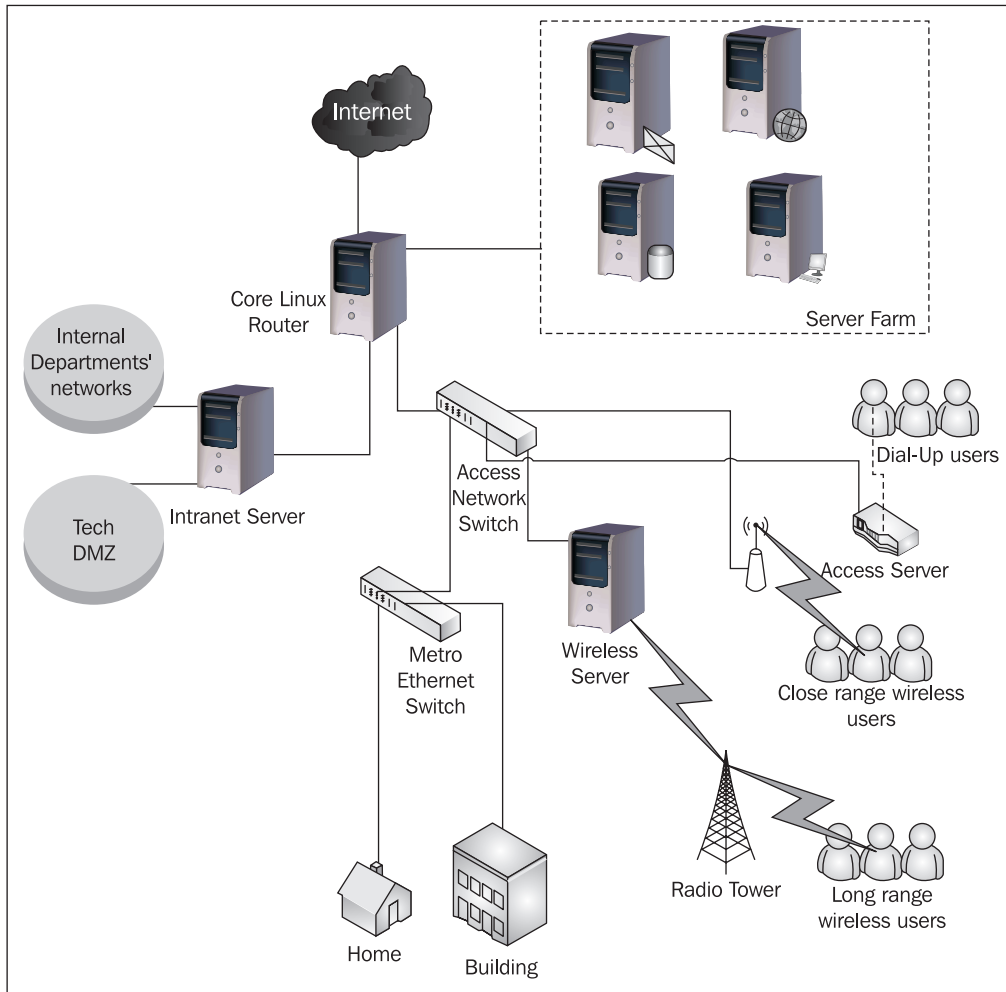 Internet
Core Linux
Router
Server Farm
Internal
Departments'
networks
Intranet Server
Tech
DMZ
Access
Network
Switch
Dial-Up users
Access Server
Metro
Ethernet
Switch
Wireless
Server
Close range wireless
users
Radio Tower
Long range
wireless users
Home
Building